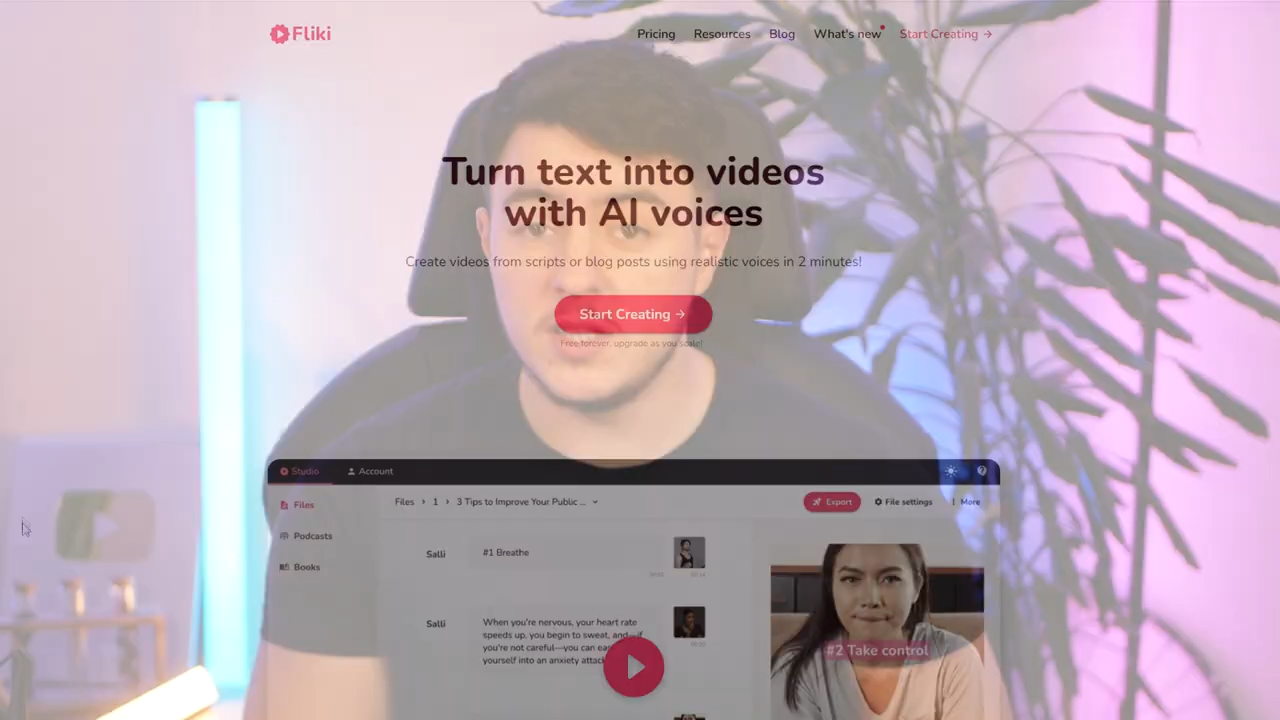 Fliki
Pricing
Resources
Blog
What's new
Start Creating →
Turn text into videos
with AI voices
Create videos from scripts or blog posts using realistic voices in 2 minutes!
Start Creating →
Free forever, upgrade as you scale!
Studio
Account
Files
Podcasts
Books
Files > 1 > 3 Tips to Improve Your Public ...
Export
File settings
More
Salli
#1 Breathe
Salli
When you're nervous, your heart rate
speeds up, you begin to sweat, and—if
you're not careful—you can
yourself into an anxiety attack
#2 Take control